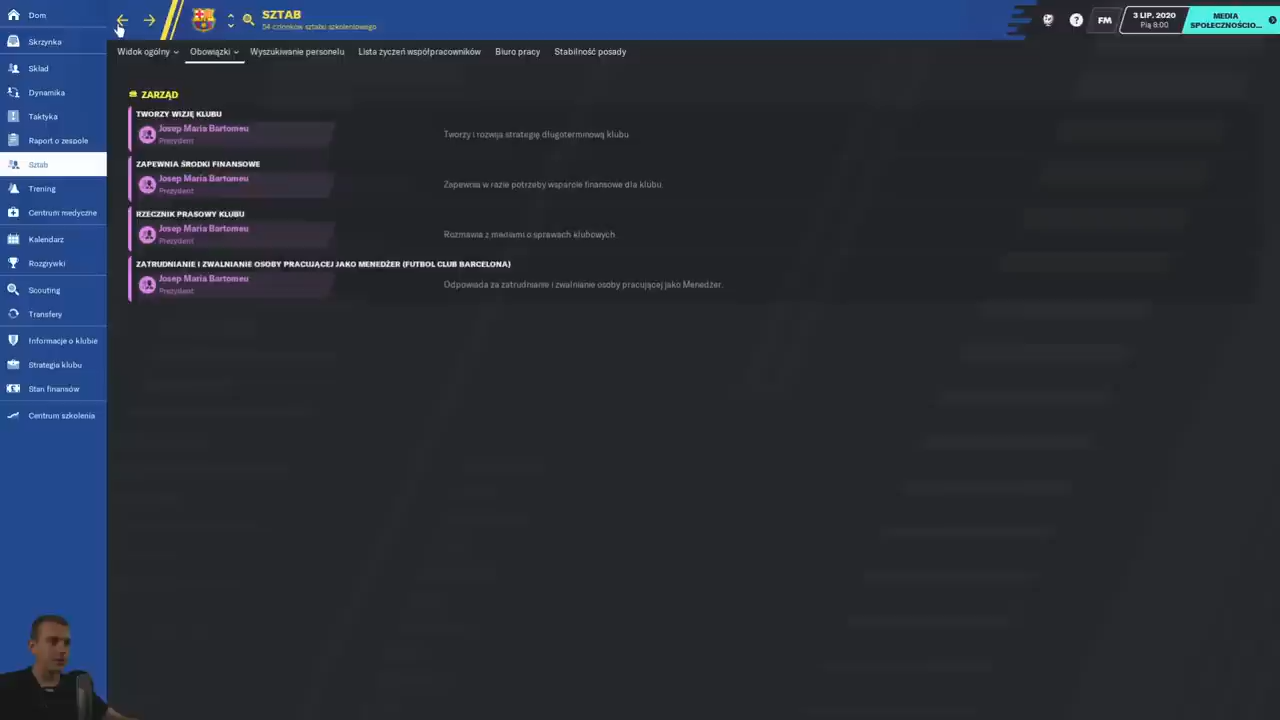 Dom
Skrzynka
Skład
Dynamika
Taktyka
Raport o zespole
Sztab
Trening
Centrum medyczne
Kalendarz
Rozgrywki
Scouting
Transfery
Informacje o klubie
Strategia klubu
Stan finansów
Centrum szkolenia
SZTAB
54 członków sztabu szkoleniowego
FM
3 LIP. 2020
Pią 8:00
MEDIA
SPOŁECZNOŚCIO...
Widok ogólny
Obowiązki
Wyszukiwanie personelu
Lista życzeń współpracowników
Biuro pracy
Stabilność posady
ZARZĄD
TWORZY WIZJĘ KLUBU
Josep Maria Bartomeu
Prezydent
Tworzy i rozwija strategię długoterminową klubu.
ZAPEWNIA ŚRODKI FINANSOWE
Josep Maria Bartomeu
Prezydent
Zapewnia w razie potrzeby wsparcie finansowe dla klubu.
RZECZNIK PRASOWY KLUBU
Josep Maria Bartomeu
Prezydent
Rozmawia z mediami o sprawach klubowych.
ZATRUDNIANIE I ZWALNIANIE OSOBY PRACUJĄCEJ JAKO MENEDŻER (FUTBOL CLUB BARCELONA)
Josep Maria Bartomeu
Prezydent
Odpowiada za zatrudnianie i zwalnianie osoby pracującej jako Menedżer.